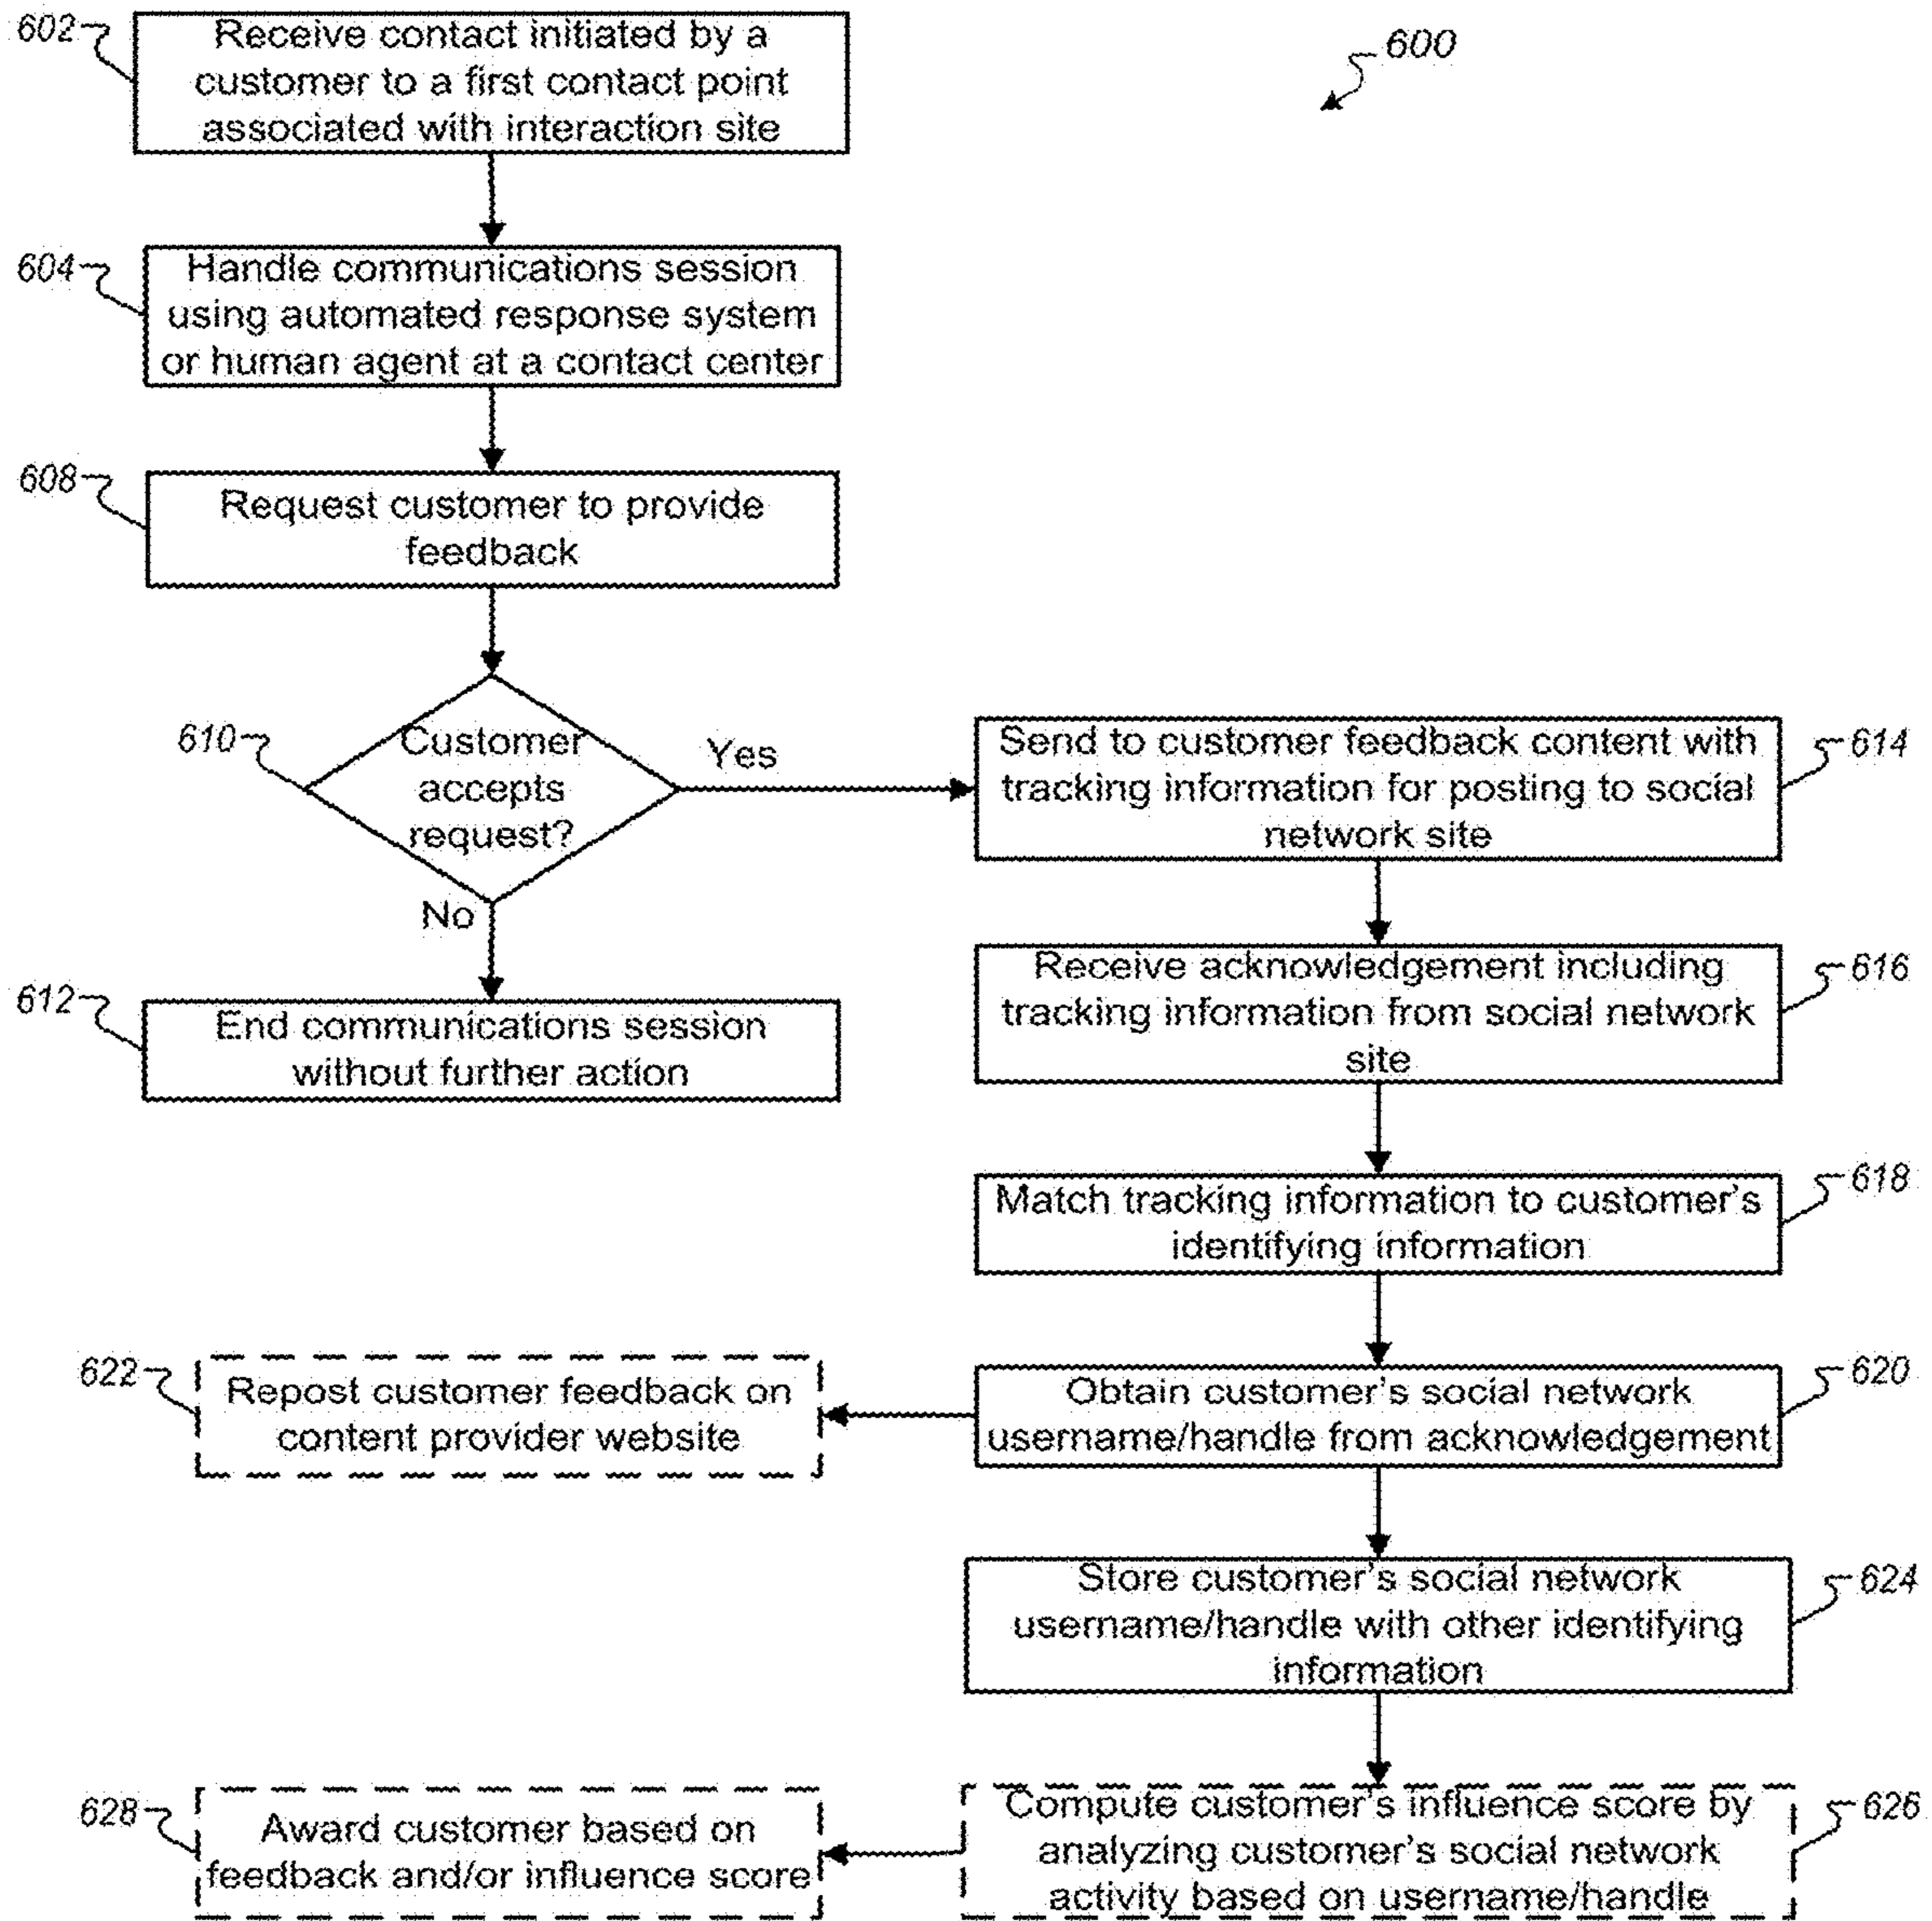 600
602
Receive contact initiated by a
customer to a first contact point
associated with interaction site
604
Handle communications session
using automated response system
or human agent at a contact center
608
Request customer to provide
feedback
610
Customer
accepts
request?
Yes
No
612
End communications session
without further action
614
Send to customer feedback content with
tracking information for posting to social
network site
616
Receive acknowledgement including
tracking information from social network
site
618
Match tracking information to customer's
identifying information
620
Obtain customer's social network
username/handle from acknowledgement
622
Repost customer feedback on
content provider website
624
Store customer's social network
username/handle with other identifying
information
626
Compute customer's influence score by
analyzing customer's social network
activity based on username/handle
628
Award customer based on
feedback and/or influence score